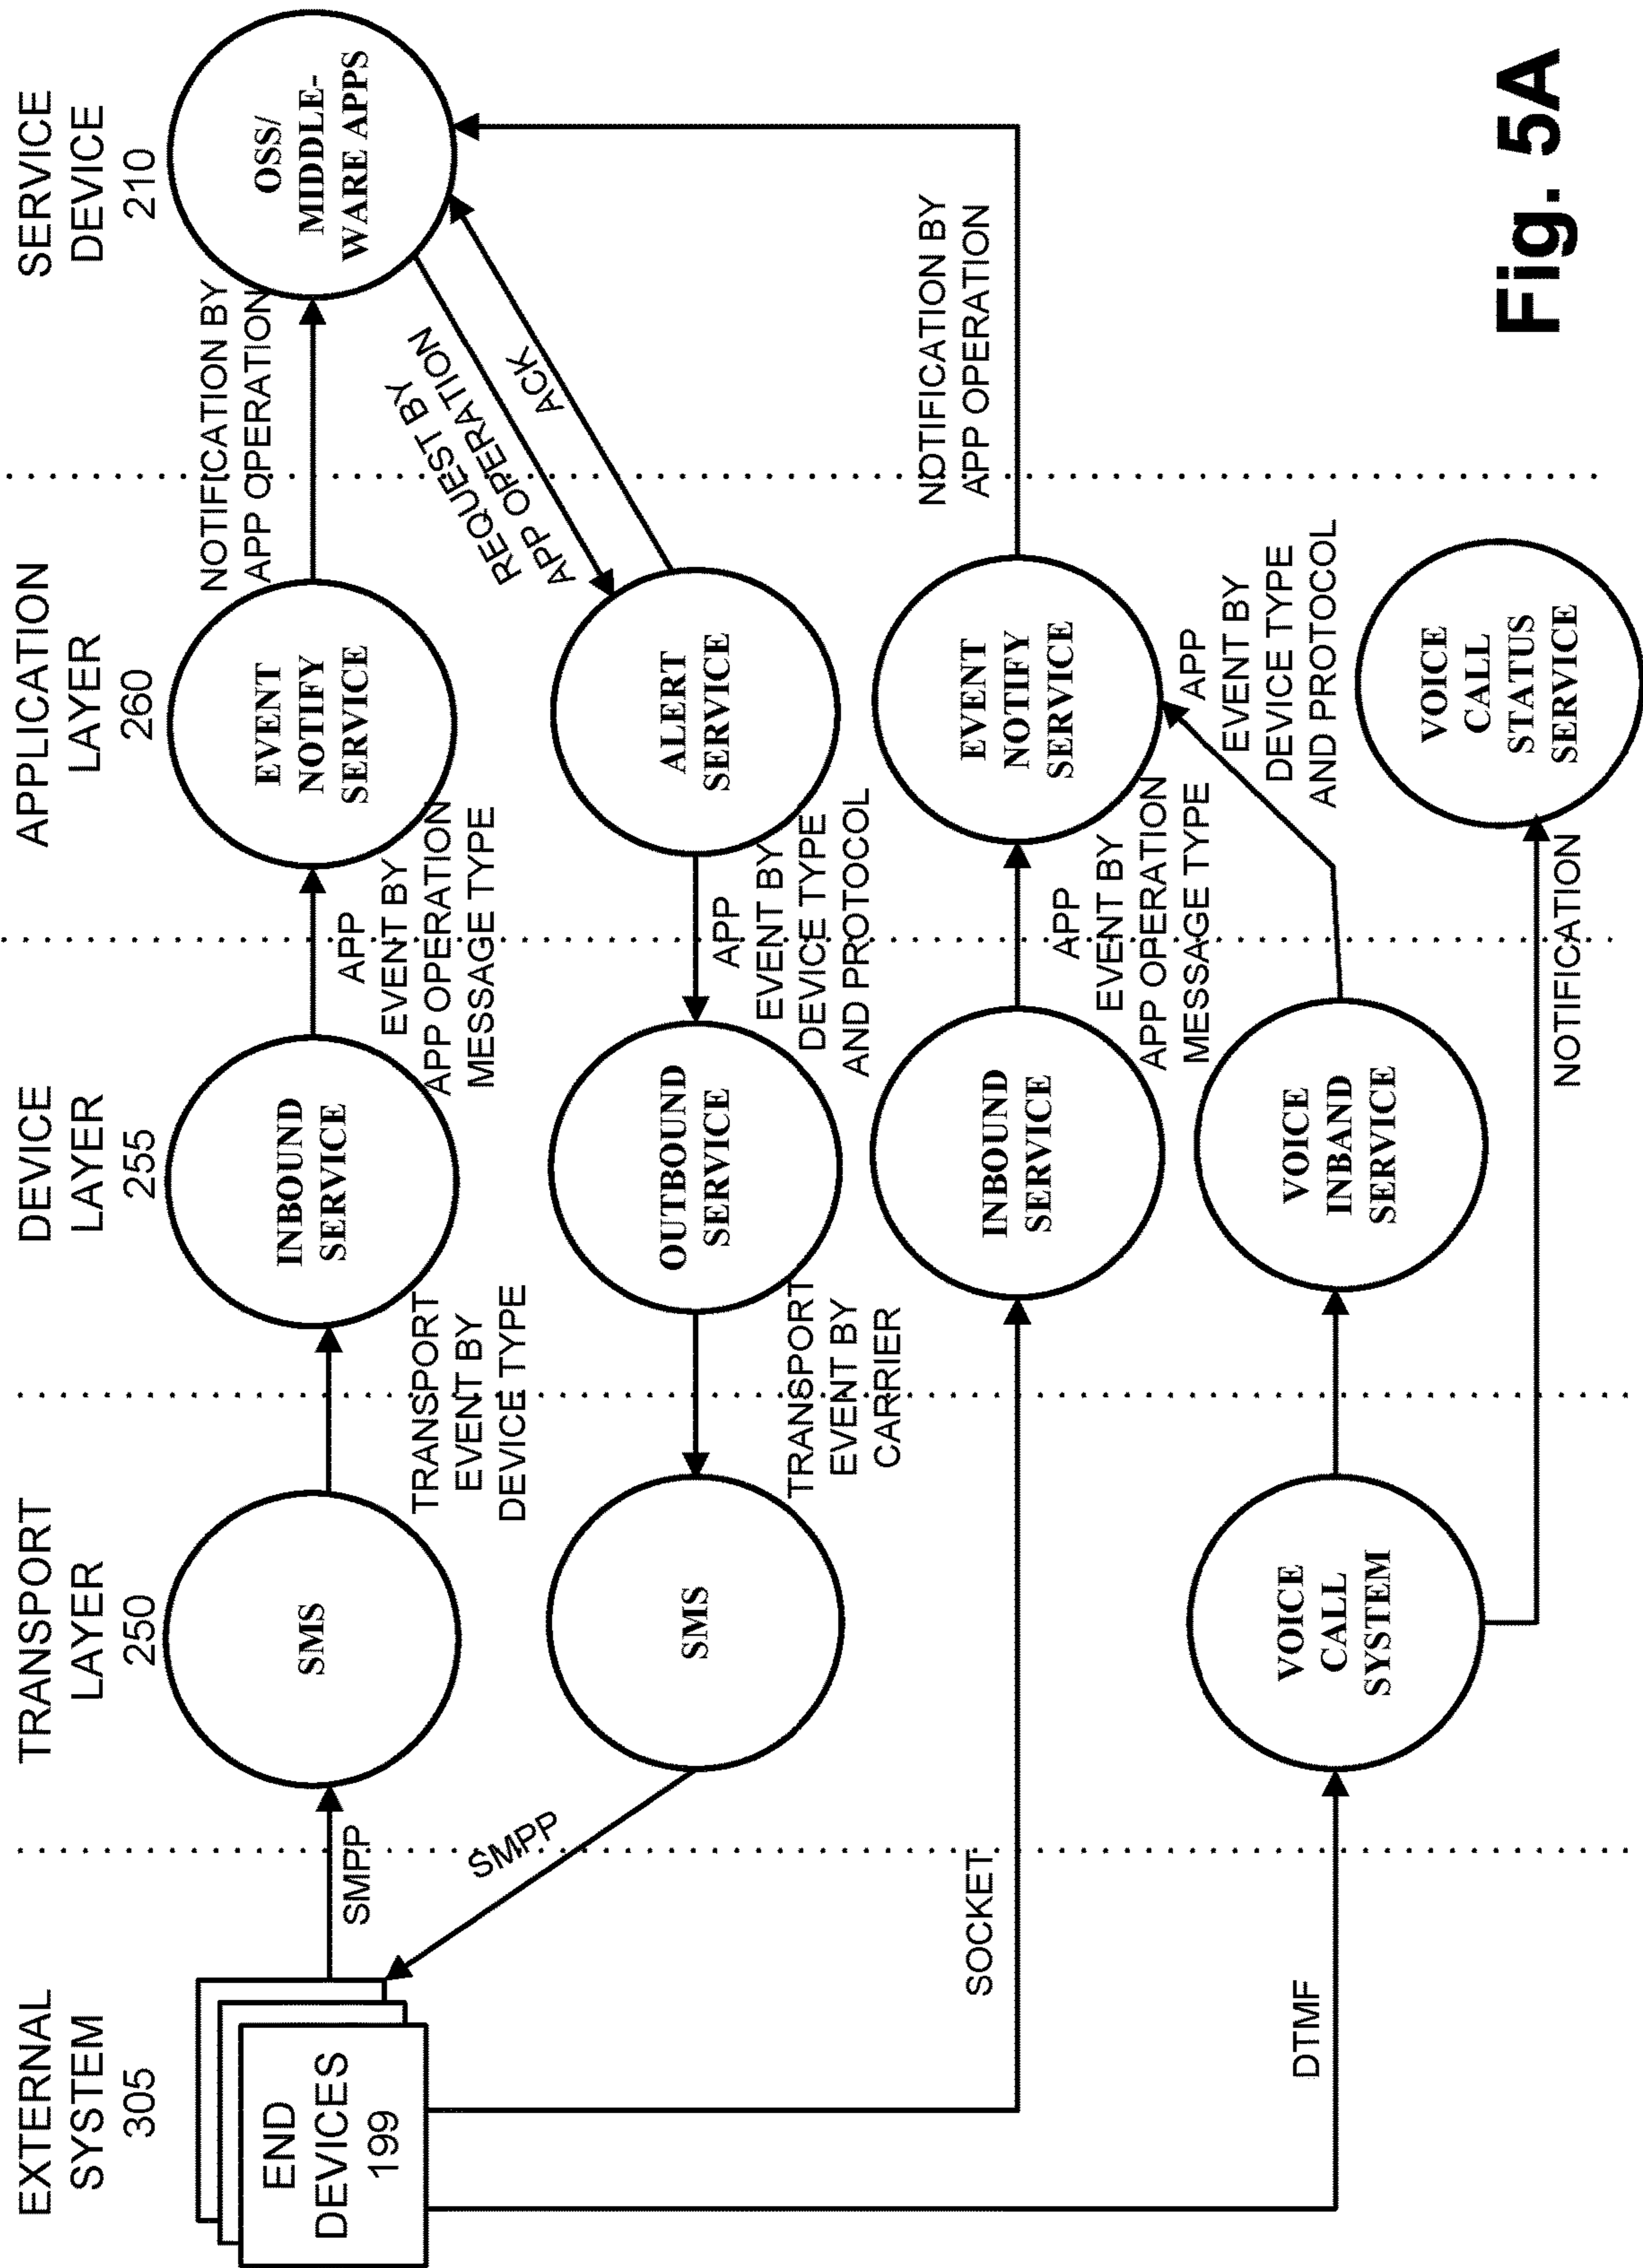 EXTERNAL
SYSTEM
305
TRANSPORT
LAYER
250
DEVICE
LAYER
255
APPLICATION
LAYER
260
SERVICE
DEVICE
210
END
DEVICES
199
SMPP
SMS
TRANSPORT
EVENT BY
DEVICE TYPE
INBOUND
SERVICE
APP
EVENT BY
APP OPERATION
MESSAGE TYPE
EVENT
NOTIFY
SERVICE
NOTIFICATION BY
APP OPERATION
OSS/
MIDDLE-
WARE APPS
REQUEST BY
APP OPERATION
ACK
SMPP
SMS
TRANSPORT
EVENT BY
CARRIER
OUTBOUND
SERVICE
APP
EVENT BY
DEVICE TYPE
AND PROTOCOL
ALERT
SERVICE
SOCKET
INBOUND
SERVICE
APP
EVENT BY
APP OPERATION
MESSAGE TYPE
EVENT
NOTIFY
SERVICE
NOTIFICATION BY
APP OPERATION
DTMF
VOICE
CALL
SYSTEM
VOICE
INBAND
SERVICE
APP
EVENT BY
DEVICE TYPE
AND PROTOCOL
NOTIFICATION
VOICE
CALL
STATUS
SERVICE
Fig. 5A